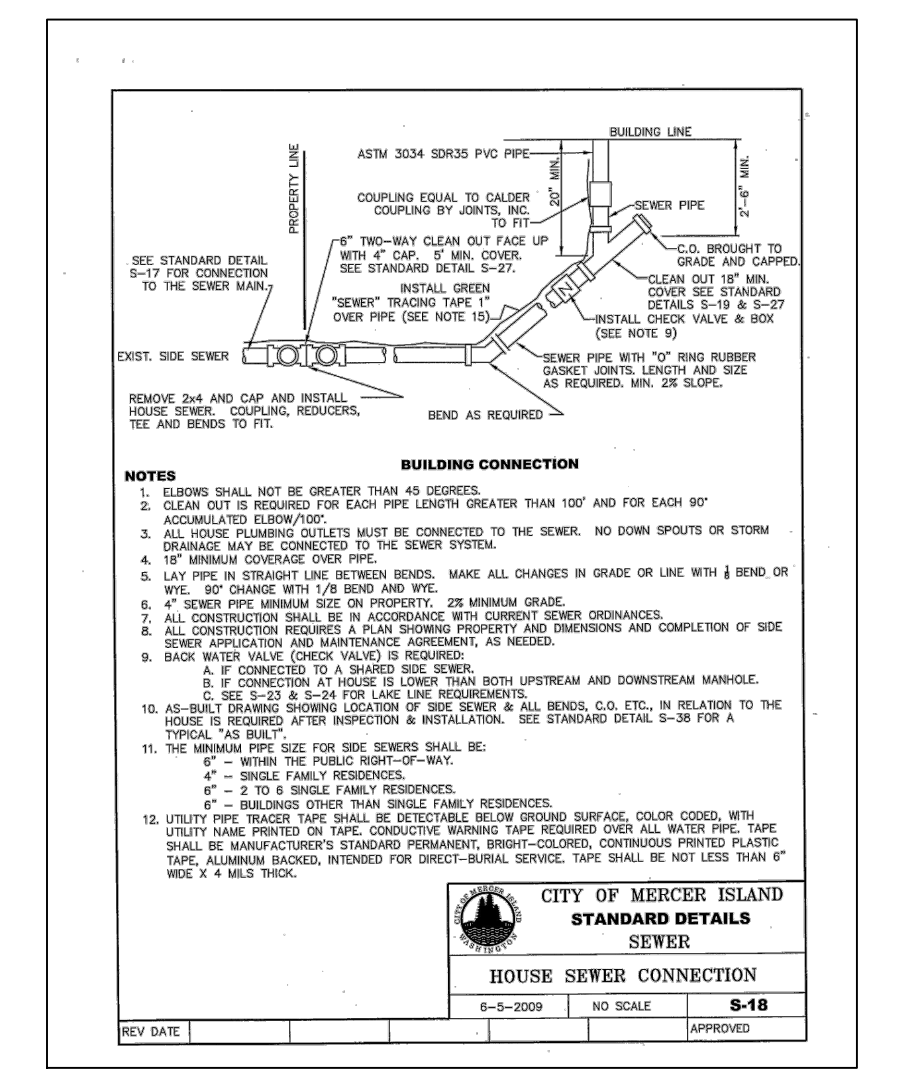 BUILDING LINE
ASTM 3034 SDR35 PVC PIPE
PROPERTY LINE
20" MIN.
2'-6" MIN.
COUPLING EQUAL TO CALDER
COUPLING BY JOINTS, INC.
TO FIT
SEWER PIPE
6" TWO-WAY CLEAN OUT FACE UP
WITH 4" CAP. 5' MIN. COVER.
SEE STANDARD DETAIL S-27.
C.O. BROUGHT TO
GRADE AND CAPPED.
SEE STANDARD DETAIL
S-17 FOR CONNECTION
TO THE SEWER MAIN.
CLEAN OUT 18" MIN.
COVER SEE STANDARD
DETAILS S-19 & S-27
INSTALL GREEN
"SEWER" TRACING TAPE 1"
OVER PIPE (SEE NOTE 15)
N
INSTALL CHECK
VALVE & BOX
(SEE NOTE 9)
EXIST. SIDE SEWER
SEWER PIPE WITH "O" RING RUBBER
GASKET JOINTS. LENGTH AND SIZE
AS REQUIRED. MIN. 2% SLOPE.
REMOVE 2x4 AND CAP AND INSTALL
HOUSE SEWER. COUPLING, REDUCERS,
TEE AND BENDS TO FIT.
BEND AS REQUIRED
BUILDING CONNECTION
NOTES
1. ELBOWS SHALL NOT BE GREATER THAN 45 DEGREES.
2. CLEAN OUT IS REQUIRED FOR EACH PIPE LENGTH GREATER THAN 100' AND FOR EACH 90°
ACCUMULATED ELBOW/100'.
3. ALL HOUSE PLUMBING OUTLETS MUST BE CONNECTED TO THE SEWER. NO DOWN SPOUTS OR STORM
DRAINAGE MAY BE CONNECTED TO THE SEWER SYSTEM.
4. 18" MINIMUM COVERAGE OVER PIPE.
5. LAY PIPE IN STRAIGHT LINE BETWEEN BENDS. MAKE ALL CHANGES IN GRADE OR LINE WITH 1/8 BEND OR
WYE. 90° CHANGE WITH 1/8 BEND AND WYE.
6. 4" SEWER PIPE MINIMUM SIZE ON PROPERTY. 2% MINIMUM GRADE.
7. ALL CONSTRUCTION SHALL BE IN ACCORDANCE WITH CURRENT SEWER ORDINANCES.
8. ALL CONSTRUCTION REQUIRES A PLAN SHOWING PROPERTY AND DIMENSIONS AND COMPLETION OF SIDE
SEWER APPLICATION AND MAINTENANCE AGREEMENT, AS NEEDED.
9. BACK WATER VALVE (CHECK VALVE) IS REQUIRED:
A. IF CONNECTED TO A SHARED SIDE SEWER.
B. IF CONNECTION AT HOUSE IS LOWER THAN BOTH UPSTREAM AND DOWNSTREAM MANHOLE.
C. SEE S-23 & S-24 FOR LAKE LINE REQUIREMENTS.
10. AS-BUILT DRAWING SHOWING LOCATION OF SIDE SEWER & ALL BENDS, C.O. ETC., IN RELATION TO THE
HOUSE IS REQUIRED AFTER INSPECTION & INSTALLATION. SEE STANDARD DETAIL S-38 FOR A
TYPICAL "AS BUILT".
11. THE MINIMUM PIPE SIZE FOR SIDE SEWERS SHALL BE:
6" - WITHIN THE PUBLIC RIGHT-OF-WAY.
4" - SINGLE FAMILY RESIDENCES.
6" - 2 TO 6 SINGLE FAMILY RESIDENCES.
6" - BUILDINGS OTHER THAN SINGLE FAMILY RESIDENCES.
12. UTILITY PIPE TRACER TAPE SHALL BE DETECTABLE BELOW GROUND SURFACE, COLOR CODED, WITH
UTILITY NAME PRINTED ON TAPE. CONDUCTIVE WARNING TAPE REQUIRED OVER ALL WATER PIPE. TAPE
SHALL BE MANUFACTURER'S STANDARD PERMANENT, BRIGHT-COLORED, CONTINUOUS PRINTED PLASTIC
TAPE, ALUMINUM BACKED, INTENDED FOR DIRECT-BURIAL SERVICE. TAPE SHALL BE NOT LESS THAN 6"
WIDE X 4 MILS THICK.
CITY OF MERCER ISLAND
WASHINGTON
CITY OF MERCER ISLAND
STANDARD DETAILS
SEWER
HOUSE SEWER CONNECTION
6-5-2009
NO SCALE
S-18
REV DATE
APPROVED